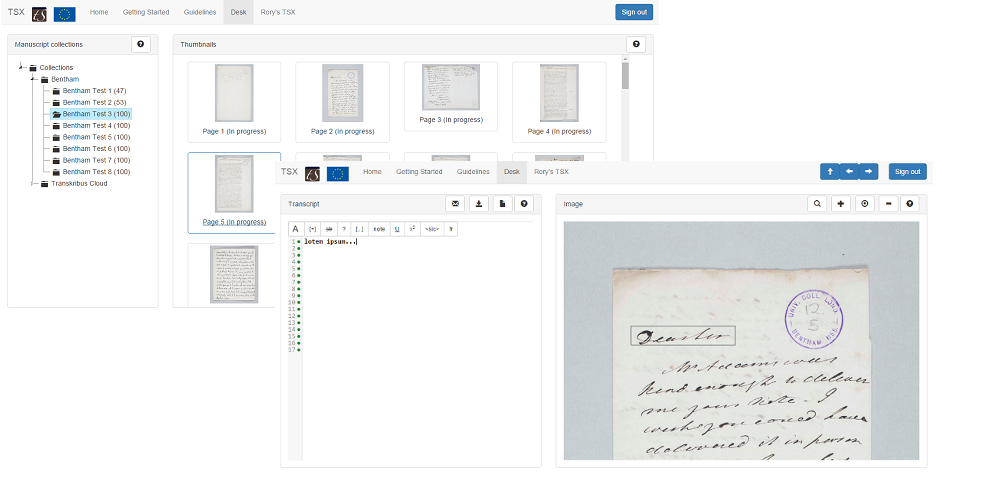 TSX Home Getting Started Guidelines Desk Rory's TSX Sign out
Manuscript collections ?
Collections
Bentham
Bentham Test 1 (47)
Bentham Test 2 (53)
Bentham Test 3 (100)
Bentham Test 4 (100)
Bentham Test 5 (100)
Bentham Test 6 (100)
Bentham Test 7 (100)
Bentham Test 8 (100)
Transkribus Cloud
Thumbnails ?
Page 1 (In progress)
Page 2 (In progress)
Page 3 (In progress)
Page 4 (In progress)
Page 5 (In progress)
TSX Home Getting Started Guidelines Desk Rory's TSX Sign out
Transcript ?
A [+] ab ? [..] note U x² <sic>
1 lotem ipsum...
2
3
4
5
6
7
8
9
10
11
12
13
14
15
16
17
Image ?
UNIV. COLL. LOND.
12
5
BENTHAM MSS.
Dear Sir
Mr Adams was
kind enough to deliver
me your Note. I
wish you could have
delivered it in person